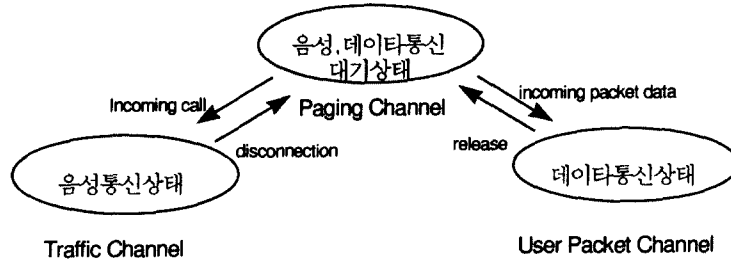 음성,데이타통신
대기상태
Incoming call
Paging Channel
incoming packet data
disconnection
release
음성통신상태
데이타통신상태
Traffic Channel
User Packet Channel